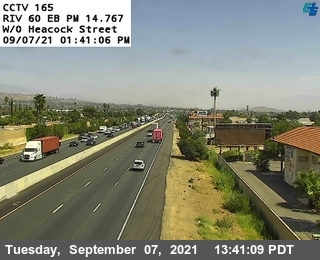 CCTV 165
RIV 60 EB PM 14.767
W/O Heacock Street
09/07/21 01:41:06 PM
Tuesday, September 07, 2021 13:41:09 PDT